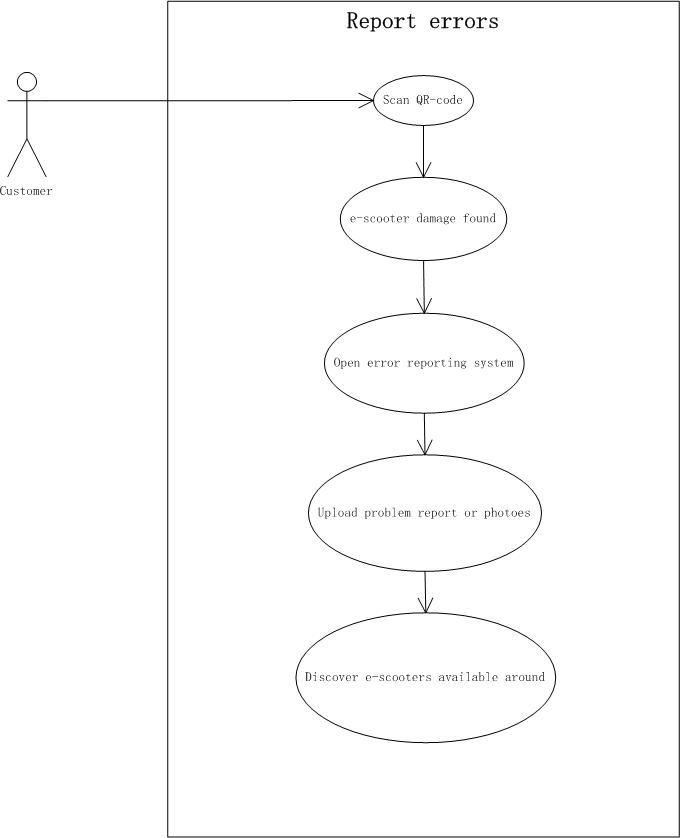 Report errors
Scan QR-code
Customer
e-scooter damage found
Open error reporting system
Upload problem report or photoes
Discover e-scooters available around